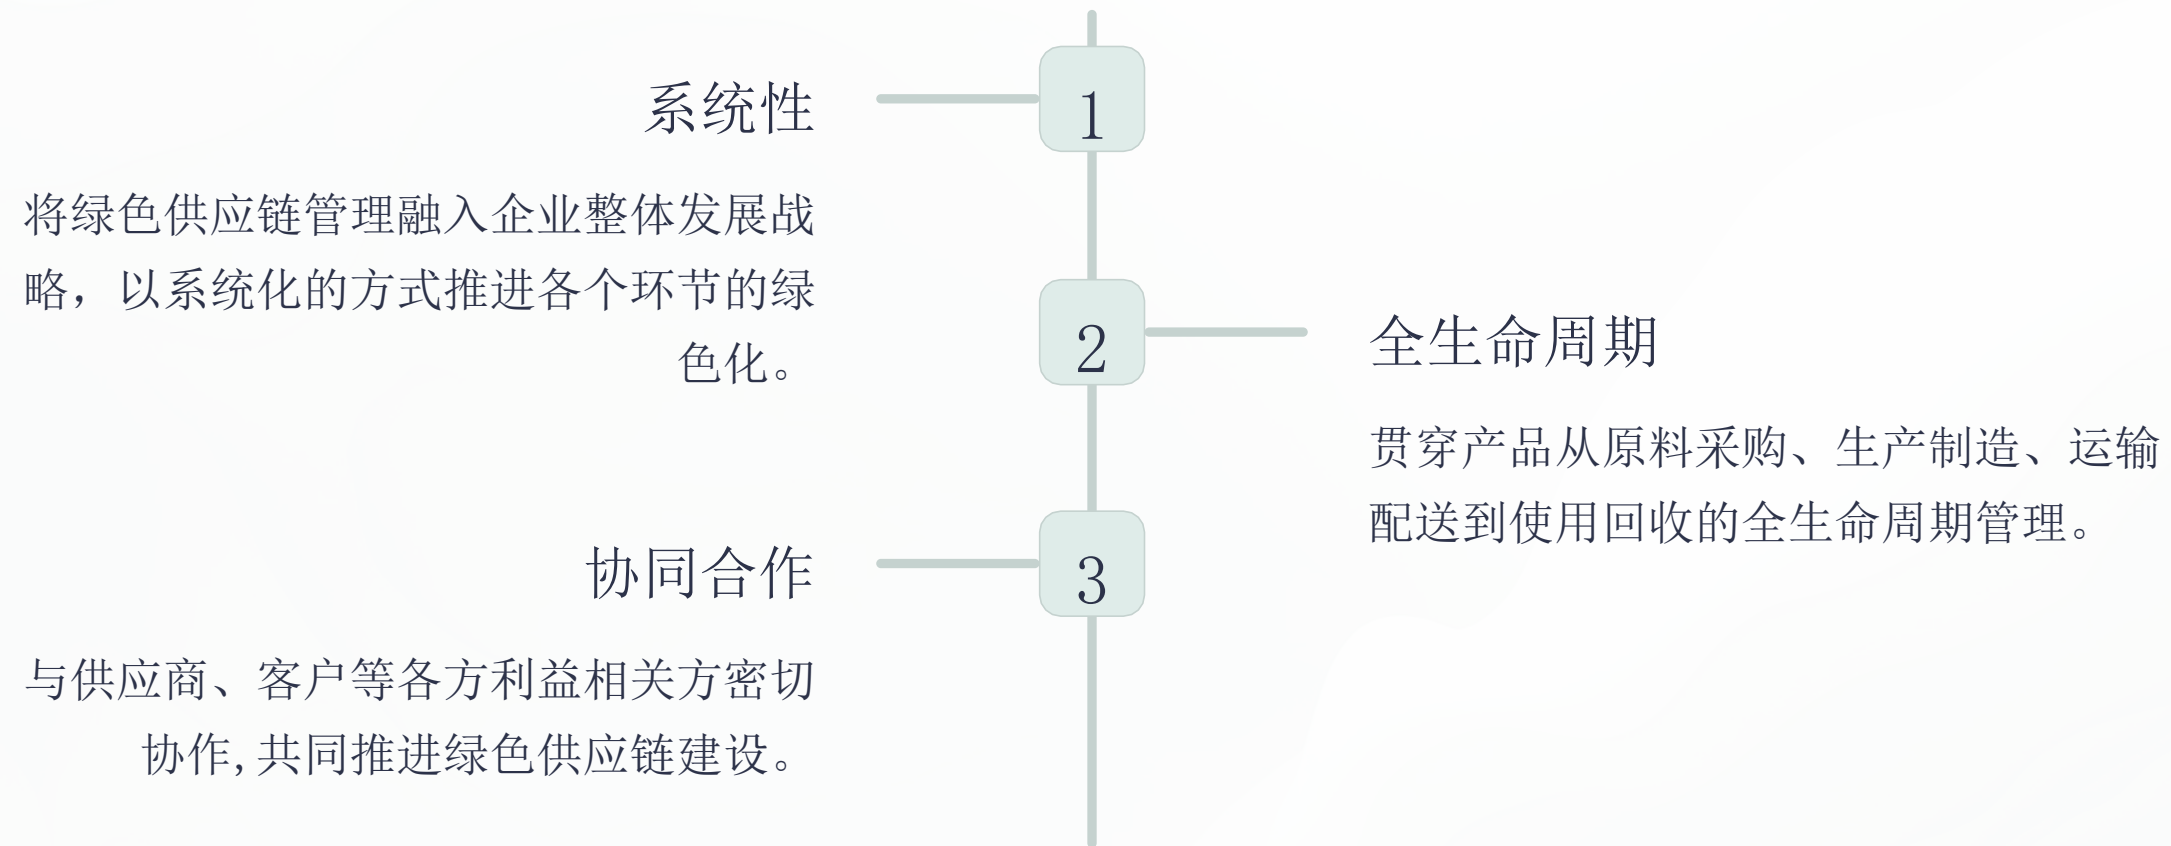 1
系统性
将绿色供应链管理融入企业整体发展战
略，以系统化的方式推进各个环节的绿
色化。
2
全生命周期
贯穿产品从原料采购、生产制造、运输
配送到使用回收的全生命周期管理。
3
协同合作
与供应商、客户等各方利益相关方密切
协作,共同推进绿色供应链建设。